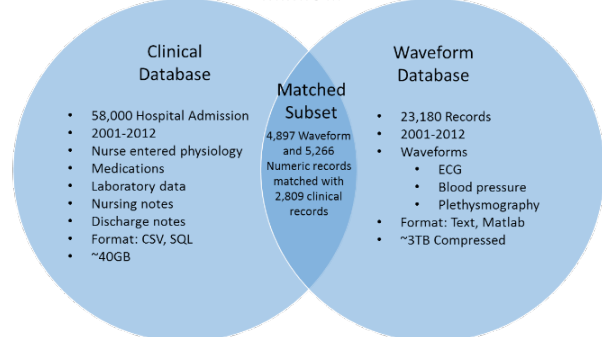 Clinical
Database
• 58,000 Hospital Admission
• 2001-2012
• Nurse entered physiology
• Medications
• Laboratory data
• Nursing notes
• Discharge notes
• Format: CSV, SQL
• ~40GB
Matched
Subset
4,897 Waveform
and 5,266
Numeric records
matched with
2,809 clinical
records
Waveform
Database
• 23,180 Records
• 2001-2012
• Waveforms
• ECG
• Blood pressure
• Plethysmography
• Format: Text, Matlab
• ~3TB Compressed